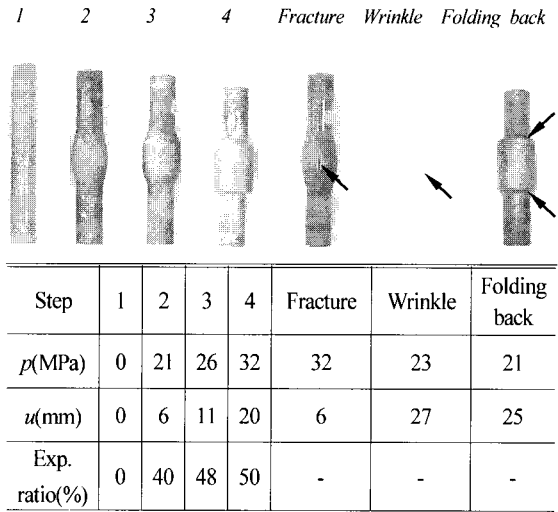 1 2 3 4 Fracture Wrinkle Folding back
Step 1 2 3 4 Fracture Wrinkle Folding back
p(MPa) 0 21 26 32 32 23 21
u(mm) 0 6 11 20 6 27 25
Exp. ratio(%) 0 40 48 50 - - -